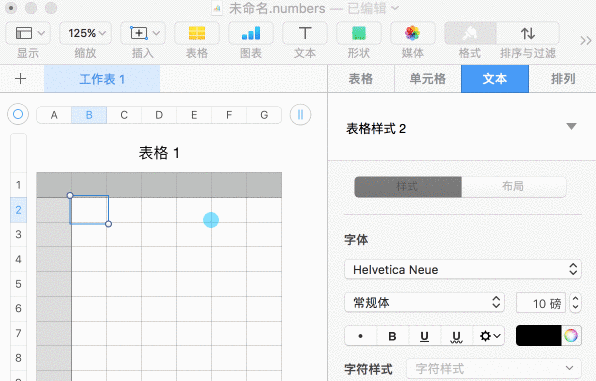 未命名.numbers — 已编辑
125%
显示 缩放 插入 表格 图表 文本 形状 媒体 格式 排序与过滤
工作表 1
表格 单元格 文本 排列
A B C D E F G
表格 1
1
2
3
4
5
6
7
8
表格样式 2
样式 布局
字体
Helvetica Neue
常规体 10 磅
B U U
字符样式 字符样式